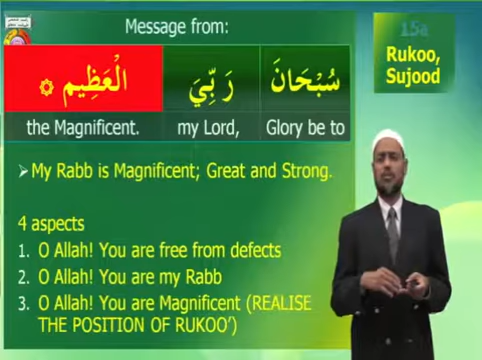 Message from:
15a
Rukoo,
Sujood
سُبْحَانَ رَبِّيَ الْعَظِيمِ ۞
the Magnificent. my Lord, Glory be to
➢ My Rabb is Magnificent; Great and Strong.
4 aspects
1. O Allah! You are free from defects
2. O Allah! You are my Rabb
3. O Allah! You are Magnificent (REALISE
THE POSITION OF RUKOO’)